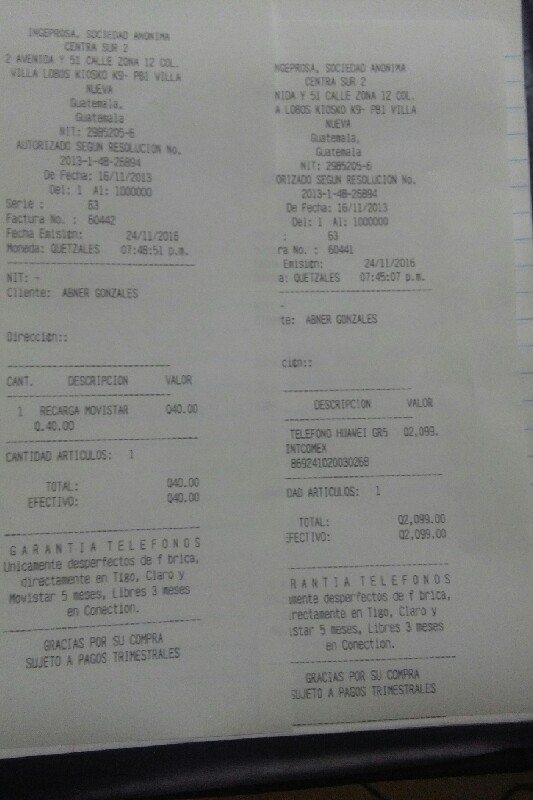 INGEPROSA, SOCIEDAD ANONIMA
CENTRA SUR 2
2 AVENIDA Y 51 CALLE ZONA 12 COL.
VILLA LOBOS KIOSKO K9- PB1 VILLA
NUEVA
Guatemala,
Guatemala
NIT: 2985205-6
AUTORIZADO SEGUN RESOLUCION No.
2013-1-48-26894
De Fecha: 16/11/2013
Del: 1 Al: 1000000
Serie : 63
Factura No. : 60442
Fecha Emisión: 24/11/2016
Moneda: QUETZALES 07:48:51 p.m.
NIT: -
Cliente: ABNER GONZALES
Dirección::
CANT. DESCRIPCION VALOR
1 RECARGA MOVISTAR Q40.00
Q.40.00
CANTIDAD ARTICULOS: 1
TOTAL: Q40.00
EFECTIVO: Q40.00
G A R A N T I A T E L E F O N O S
Unicamente desperfectos de f brica,
directamente en Tigo, Claro y
Movistar 5 meses, Libres 3 meses
en Conection.
GRACIAS POR SU COMPRA
SUJETO A PAGOS TRIMESTRALES
NGEPROSA, SOCIEDAD ANONIMA
CENTRA SUR 2
NIDA Y 51 CALLE ZONA 12 COL.
A LOBOS KIOSKO K9- PB1 VILLA
NUEVA
Guatemala,
Guatemala
NIT: 2985205-6
ORIZADO SEGUN RESOLUCION No.
2013-1-48-26894
De Fecha: 16/11/2013
Del: 1 Al: 1000000
: 63
ra No. : 60441
Emisión: 24/11/2016
a: QUETZALES 07:45:07 p.m.
-
te: ABNER GONZALES
ción::
DESCRIPCION VALOR
TELEFONO HUAWEI GR5 Q2,099.
INTCOMEX
869241020030268
DAD ARTICULOS: 1
TOTAL: Q2,099.00
EFECTIVO: Q2,099.00
RANTIA TELEFONOS
mente desperfectos de f brica,
rectamente en Tigo, Claro y
star 5 meses, Libres 3 meses
en Conection.
GRACIAS POR SU COMPRA
SUJETO A PAGOS TRIMESTRALES